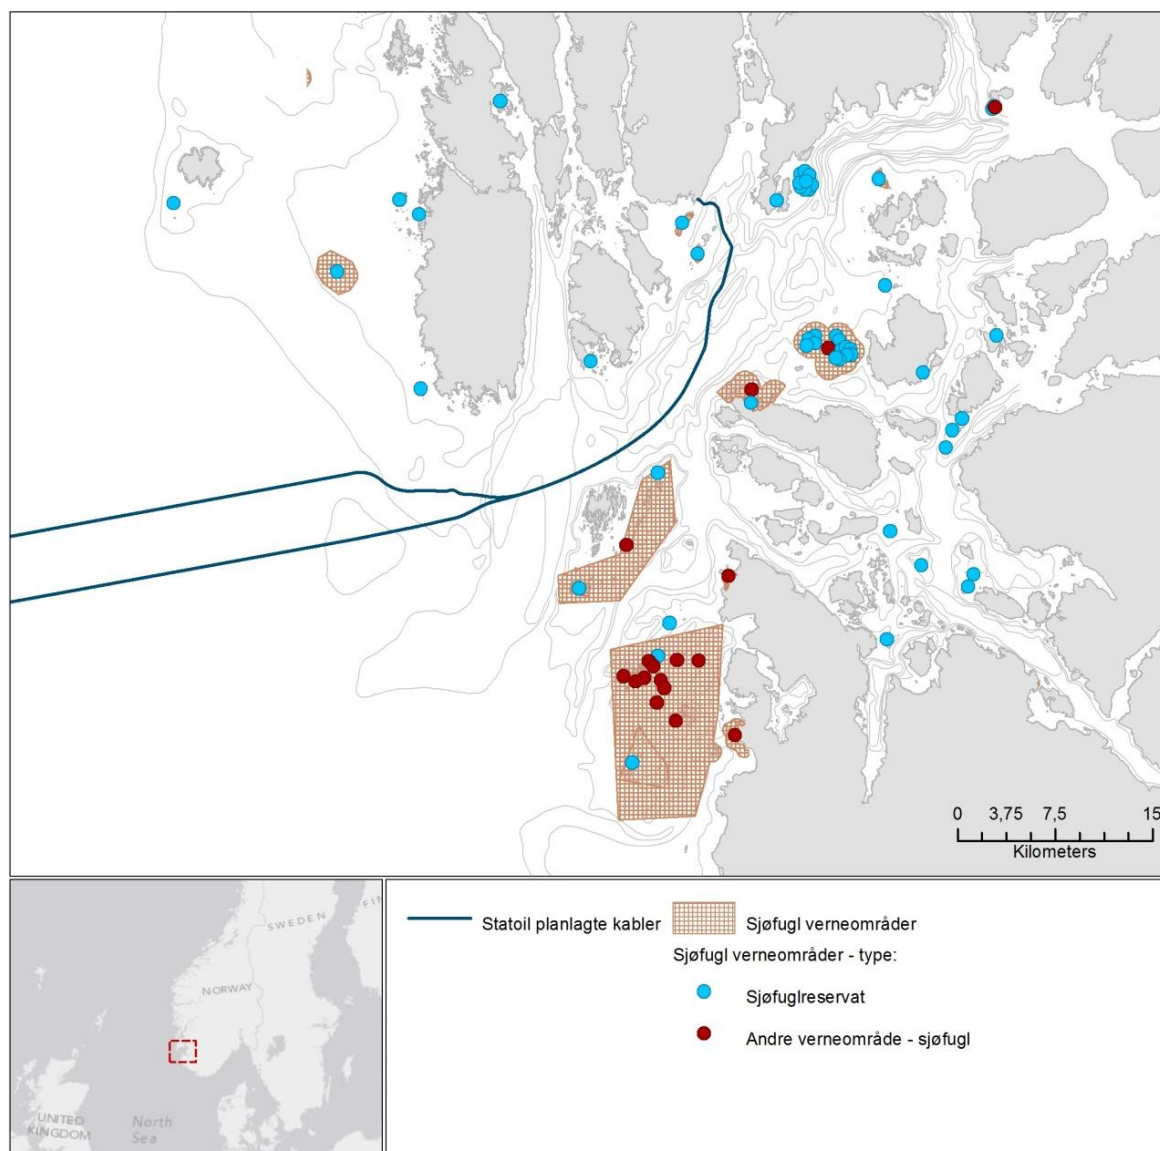 0 3,75 7,5 15
Kilometers
SWEDEN
FI
NORWAY
UNITED
KINGDOM
North
Sea
Statoil planlagte kabler
Sjøfugl verneområder
Sjøfugl verneområder - type:
Sjøfuglreservat
Andre verneområde - sjøfugl